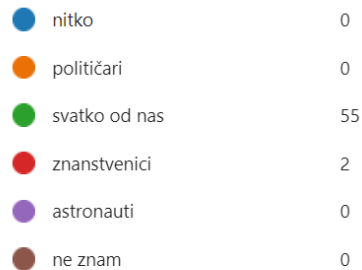 nitko 0
političari 0
svatko od nas 55
znanstvenici 2
astronauti 0
ne znam 0